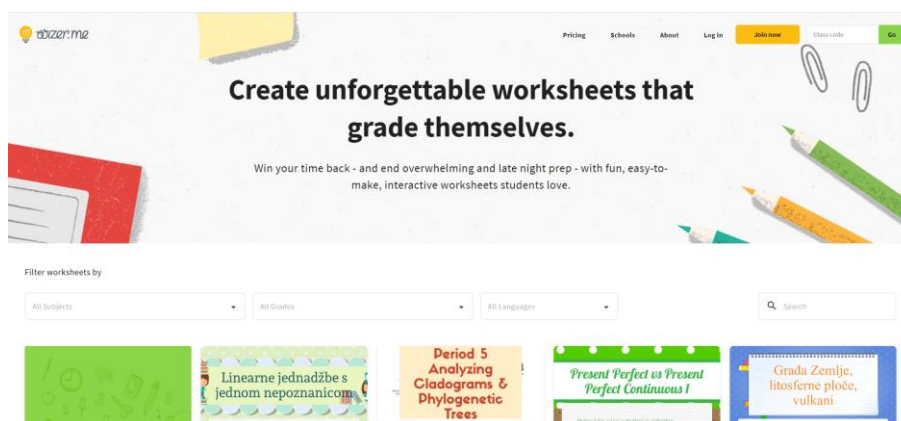 wizer.me
Pricing Schools About Log in Join now Class code Go
Create unforgettable worksheets that
grade themselves.
Win your time back - and end overwhelming and late night prep - with fun, easy-to-
make, interactive worksheets students love.
Filter worksheets by
All Subjects All Grades All Languages Search
Linearne jednadžbe s
jednom nepoznanicom
Period 5
Analyzing
Cladograms &
Phylogenetic
Trees
Present Perfect vs Present
Perfect Continuous I
Građa Zemlje,
litosferne ploče,
vulkani